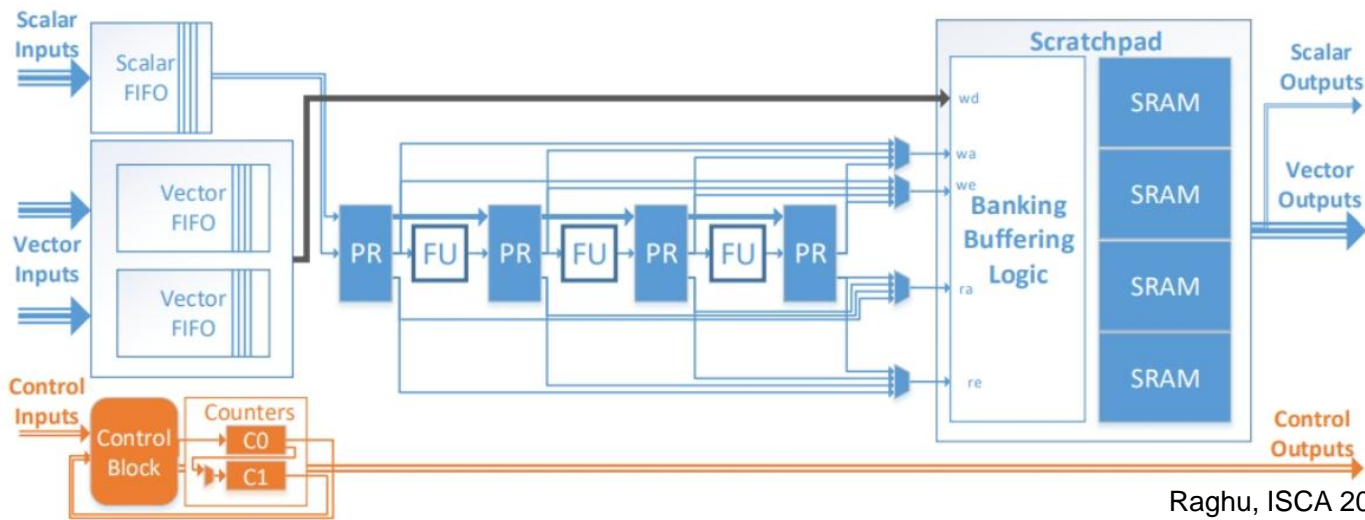 Scalar
Inputs
Scalar
FIFO
Vector
FIFO
Vector
Inputs
Vector
FIFO
PR
FU
PR
FU
PR
FU
PR
Scratchpad
wd
wa
we
Banking
Buffering
Logic
ra
re
SRAM
SRAM
SRAM
SRAM
Scalar
Outputs
Vector
Outputs
Control
Inputs
Control
Block
Counters
C0
C1
Control
Outputs
Raghu, ISCA 20